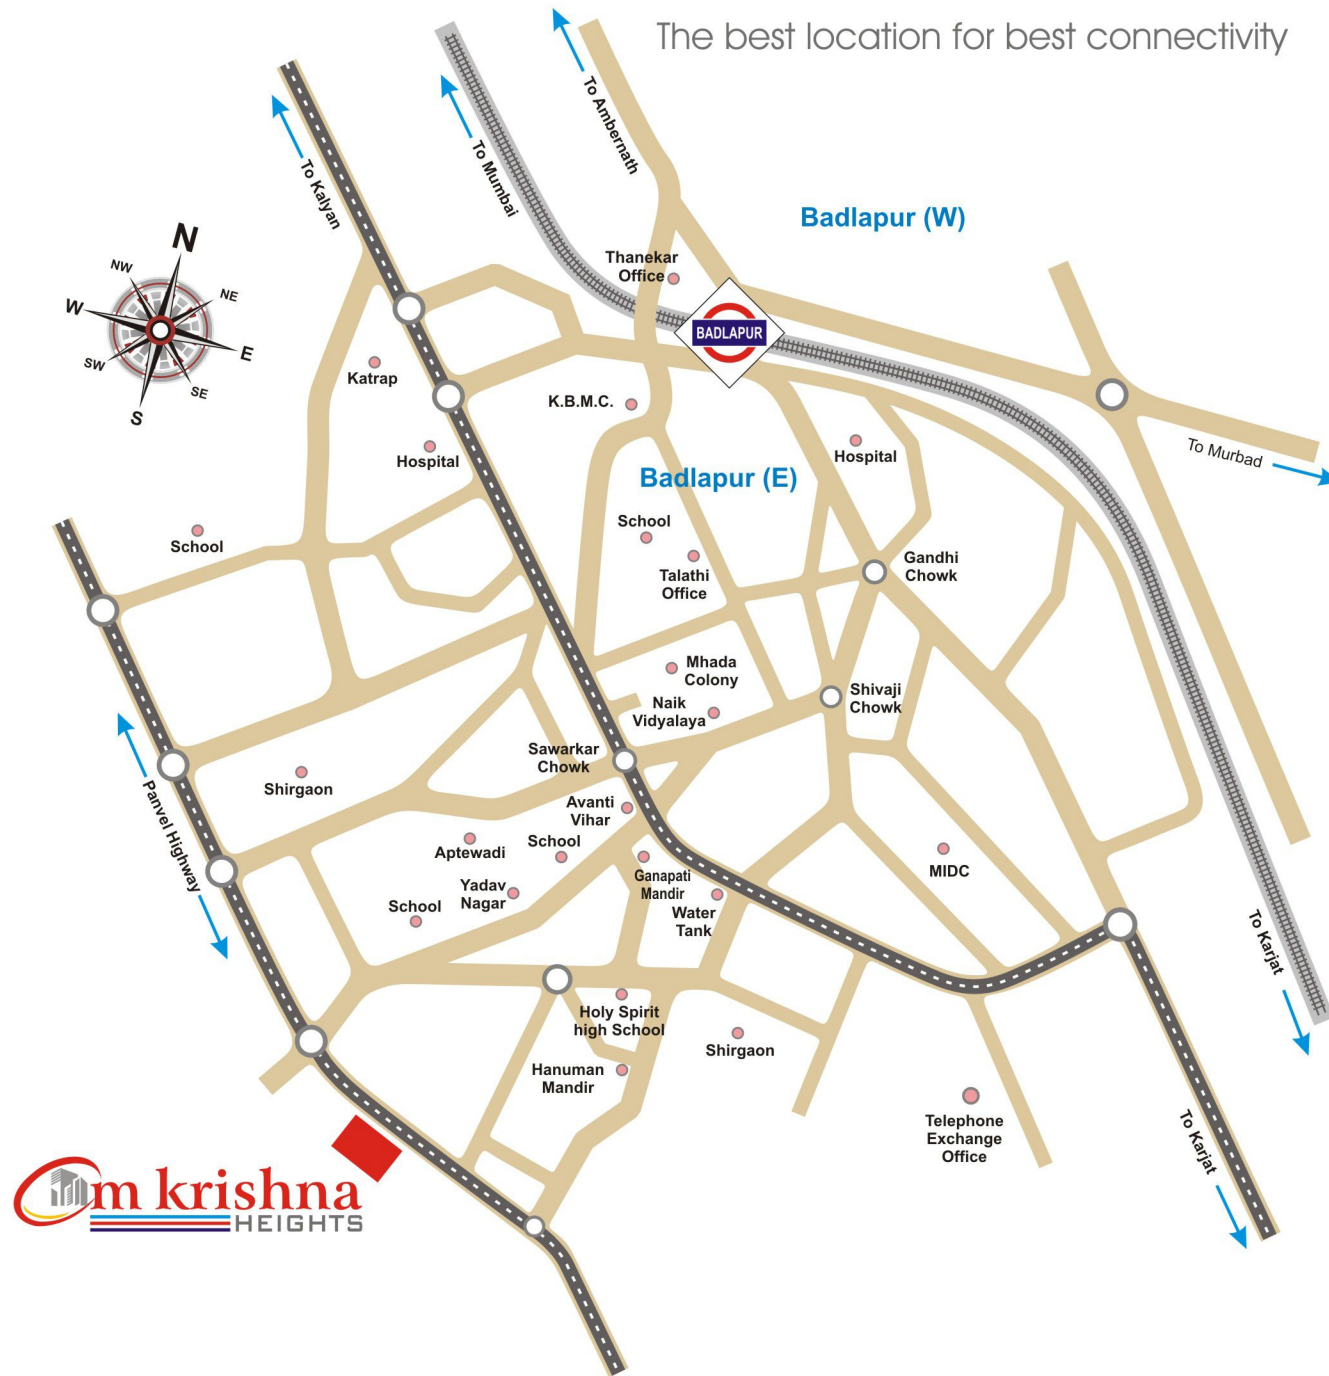 The best location for best connectivity
To Ambernath
To Mumbai
To Kalyan
Badlapur (W)
N
NW
NE
W
E
SW
SE
S
Thanekar
Office
BADLAPUR
Katrap
K.B.M.C.
Hospital
Hospital
To Murbad
Badlapur (E)
School
School
Talathi
Office
Gandhi
Chowk
Mhada
Colony
Naik
Vidyalaya
Shivaji
Chowk
Sawarkar
Chowk
Shirgaon
Panvel Highway
Avanti
Vihar
Aptewadi
School
Ganapati
Mandir
MIDC
Yadav
Nagar
School
Water
Tank
To Karjat
Holy Spirit
high School
Shirgaon
Hanuman
Mandir
Telephone
Exchange
Office
To Karjat
Om krishna
HEIGHTS